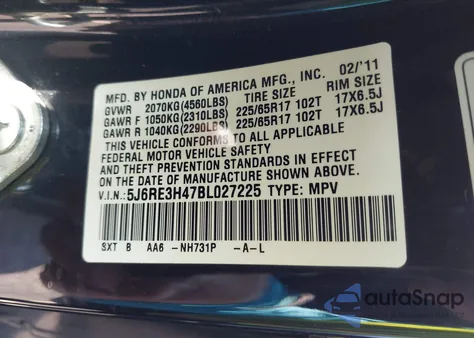 MFD. BY HONDA OF AMERICA MFG., INC. 02/'11
GVWR 2070KG(4560LBS) TIRE SIZE RIM SIZE
GAWR F 1050KG(2310LBS) 225/65R17 102T 17X6.5J
GAWR R 1040KG(2290LBS) 225/65R17 102T 17X6.5J
THIS VEHICLE CONFORMS TO ALL APPLICABLE
FEDERAL MOTOR VEHICLE SAFETY
STANDARDS IN EFFECT ON THE DATE OF
MANUFACTURE SHOWN ABOVE.
V.I.N.: 5J6RE3H47BL027225 TYPE: MPV
SXT B AA6 -NH731P -A-L
autoSnap